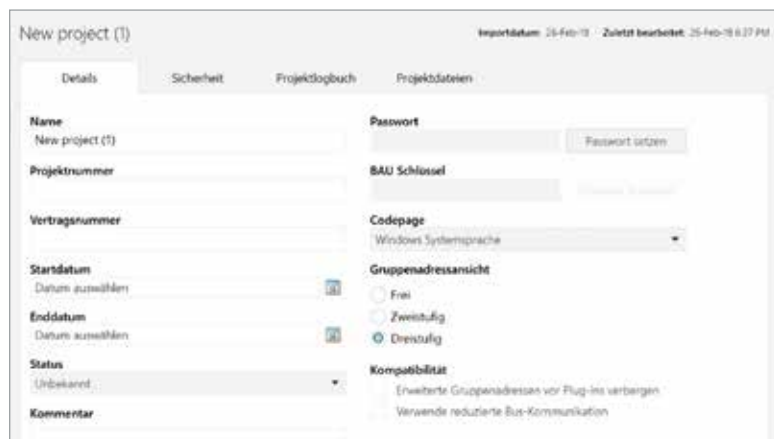 New project (1)
Importdatum: 26-Feb-18 Zuletzt bearbeitet: 26-Feb-18 6:27 PM
Details Sicherheit Projektlogbuch Projektdateien
Name
New project (1)
Projektnummer
Vertragsnummer
Startdatum
Datum auswählen
Enddatum
Datum auswählen
Status
Unbekannt
Kommentar
Passwort
Passwort setzen
BAU Schlüssel
Codepage
Windows Systemsprache
Gruppenadressansicht
Frei
Zweistufig
Dreistufig
Kompatibilität
Erweiterte Gruppenadressen vor Plug-ins verbergen
Verwende reduzierte Bus-Kommunikation